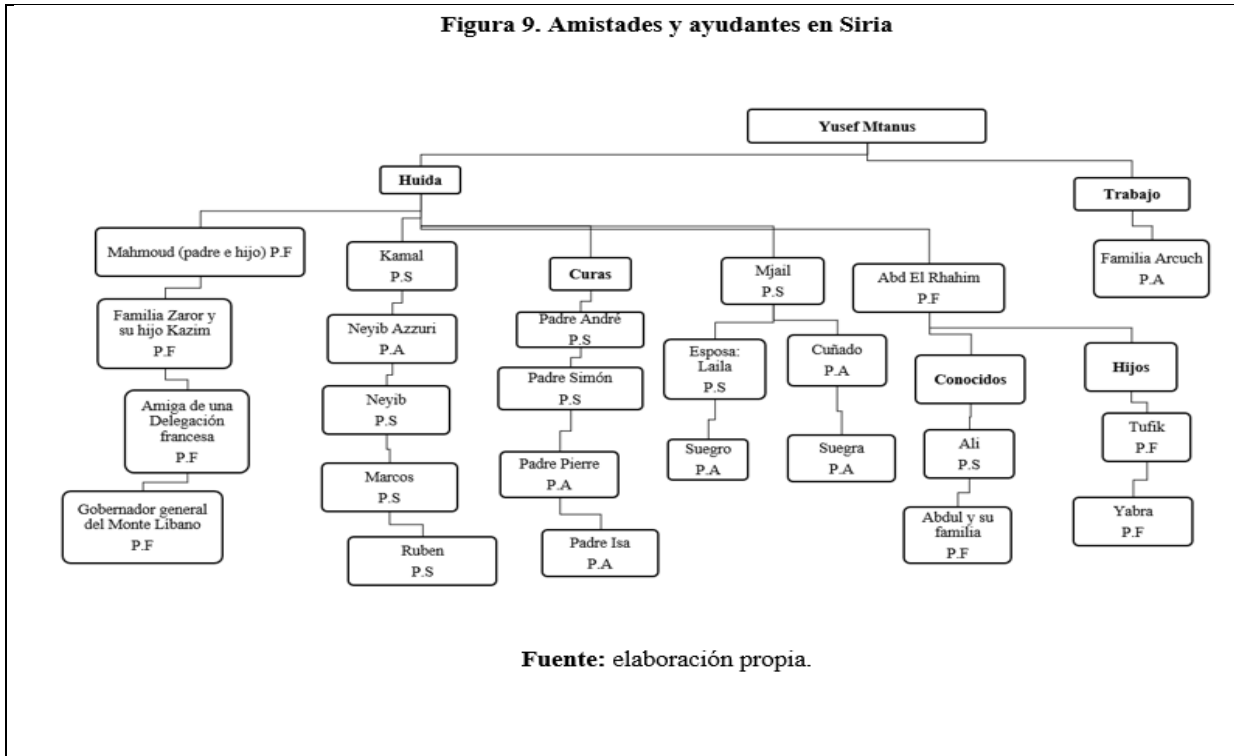 Figura 9. Amistades y ayudantes en Siria
Yusef Mtanus
Huida
Trabajo
Mahmoud (padre e hijo) P.F
Familia Zaror y
su hijo Kazim
P.F
Amiga de una
Delegación
francesa
P.F
Gobernador general
del Monte Libano
P.F
Kamal
P.S
Neyib Azzuri
P.A
Neyib
P.S
Marcos
P.S
Ruben
P.S
Curas
Padre André
P.S
Padre Simón
P.S
Padre Pierre
P.A
Padre Isa
P.A
Mjail
P.S
Esposa:
Laila
P.S
Suegro
P.A
Cuñado
P.A
Suegra
P.A
Abd El Rhahim
P.F
Conocidos
Ali
P.S
Abdul y su
familia
P.F
Hijos
Tufik
P.F
Yabra
P.F
Familia Arcuch
P.A
Fuente: elaboración propia.